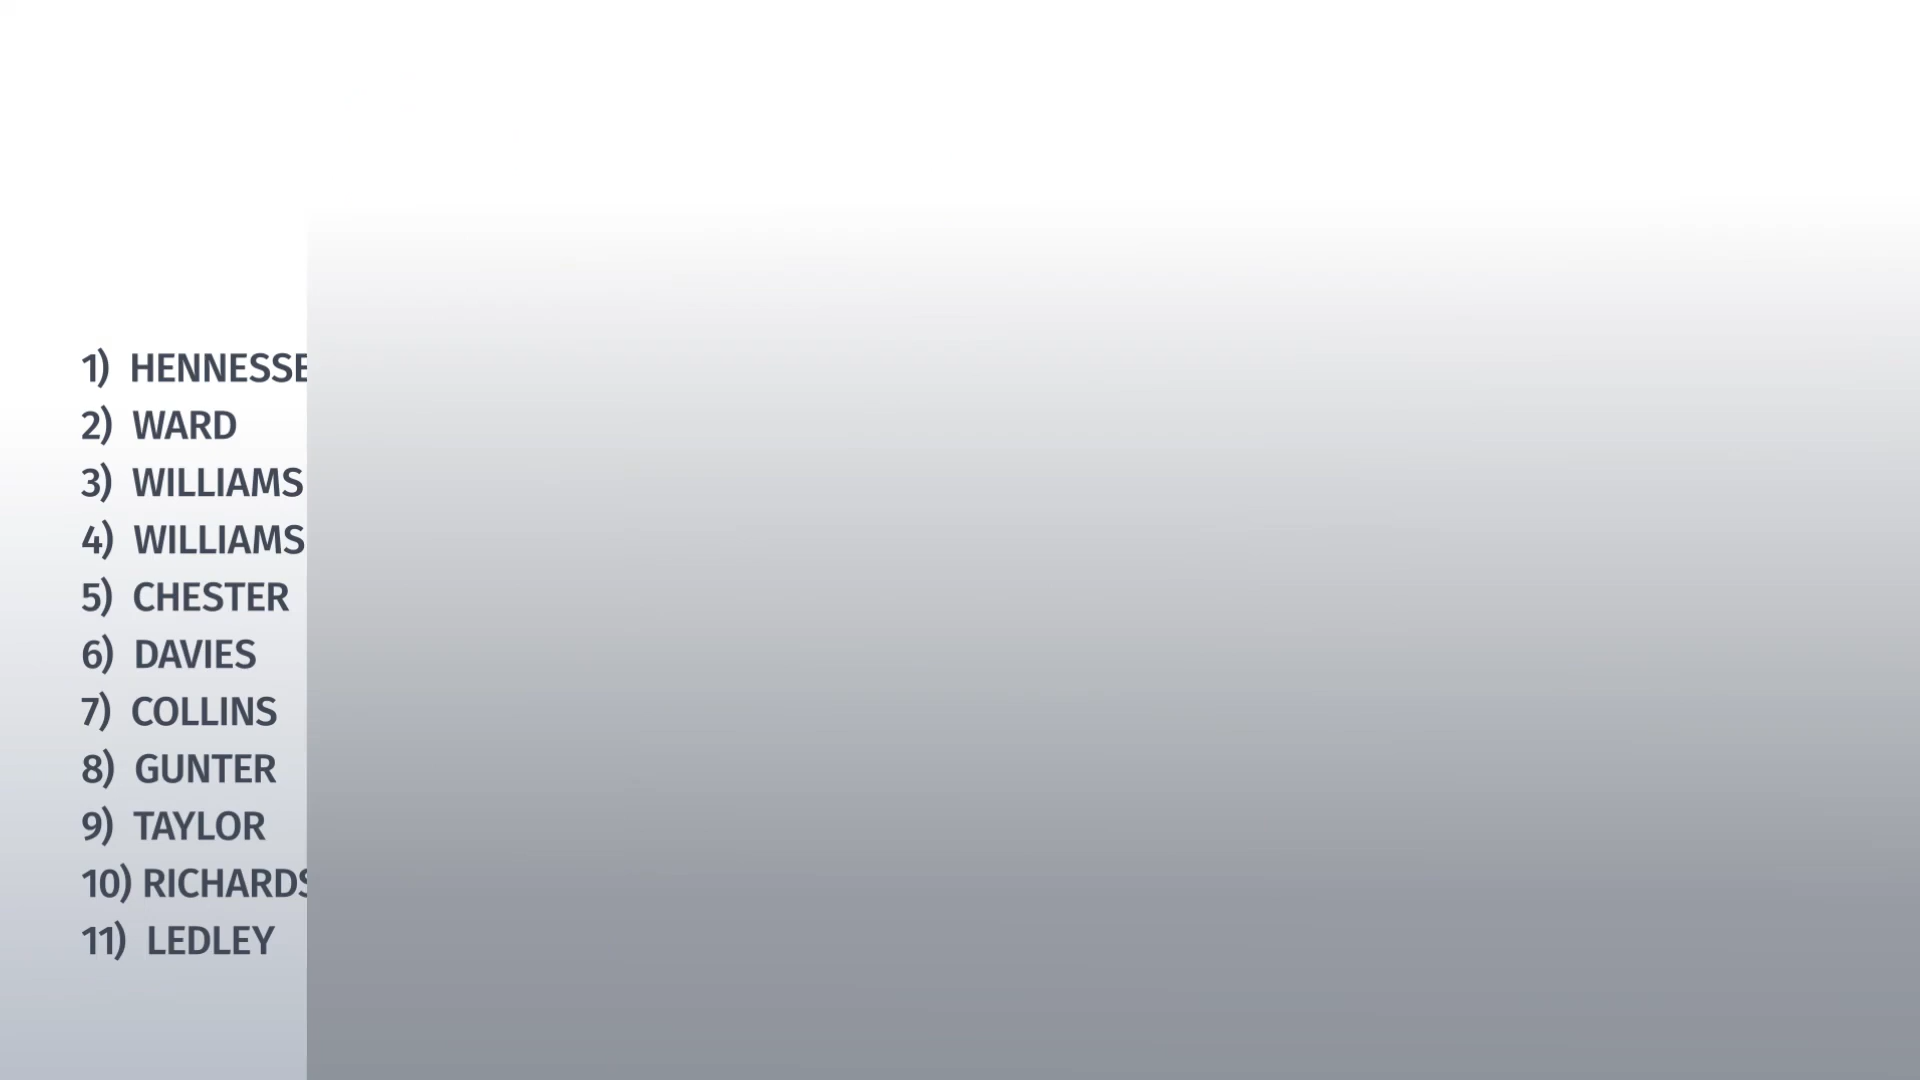 1) HENNESSE
2) WARD
3) WILLIAMS
4) WILLIAMS
5) CHESTER
6) DAVIES
7) COLLINS
8) GUNTER
9) TAYLOR
10) RICHARDS
11) LEDLEY